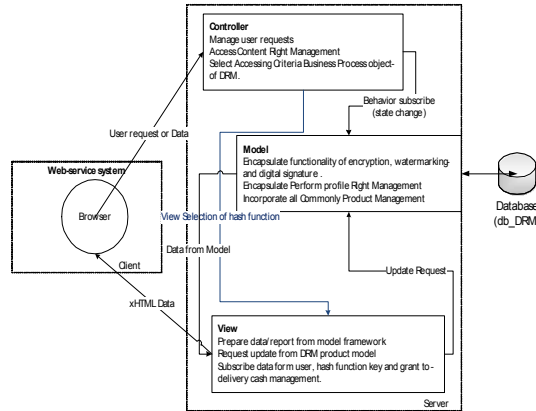 Controller
Manage user requests
Access Content Right Management
Select Accessing Criteria Business Process object-
of DRM.
Behavior subscribe
(state change)
User request or Data
Model
Encapsulate functionality of encryption, watermarking-
and digital signature .
Encapsulate Perform profile Right Management
Incorporate all Commonly Product Management
Database
(db_DRM
Web-service system
Browser
Client
View Selection of hash function
Data from Model
Update Request
xHTML Data
View
Prepare data/report from model framework
Request update from DRM product model
Subscribe data form user, hash function key and grant to-
delivery cash management.
Server